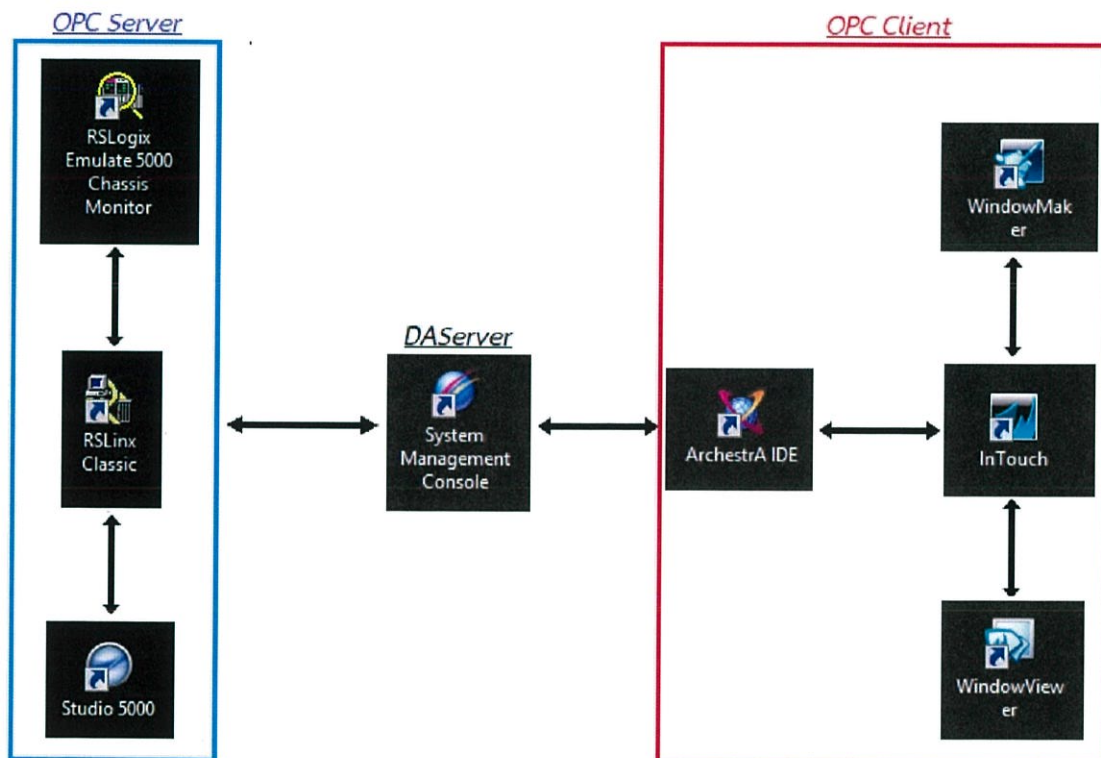 OPC Server
OPC Client
RSLogix
Emulate 5000
Chassis
Monitor
WindowMak
er
DAServer
RSLinx
Classic
System
Management
Console
ArchestrA IDE
InTouch
Studio 5000
WindowView
er